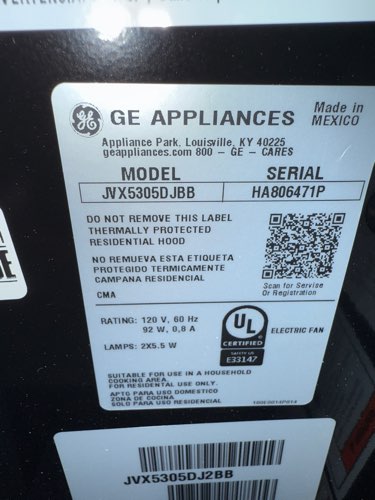 GE APPLIANCES
Made in
MEXICO
Appliance Park, Louisville, KY 40225
geappliances.com 800 - GE - CARES
MODEL
SERIAL
JVX5305DJBB
HA806471P
DO NOT REMOVE THIS LABEL
THERMALLY PROTECTED
RESIDENTIAL HOOD
NO REMUEVA ESTA ETIQUETA
PROTEGIDO TERMICAMENTE
CAMPANA RESIDENCIAL
CMA
Scan for Service
Or Registration
RATING: 120 V, 60 Hz
92 W, 0,8 A
LAMPS: 2X5.5 W
UL
CERTIFIED
SAFETY US
E33147
ELECTRIC FAN
SUITABLE FOR USE IN A HOUSEHOLD
COOKING AREA.
FOR RESIDENTIAL USE ONLY.
APTO PARA USO DOMESTICO
ZONA DE COCINA
SOLO PARA USO RESIDENCIAL
JVX5305DJ2BB